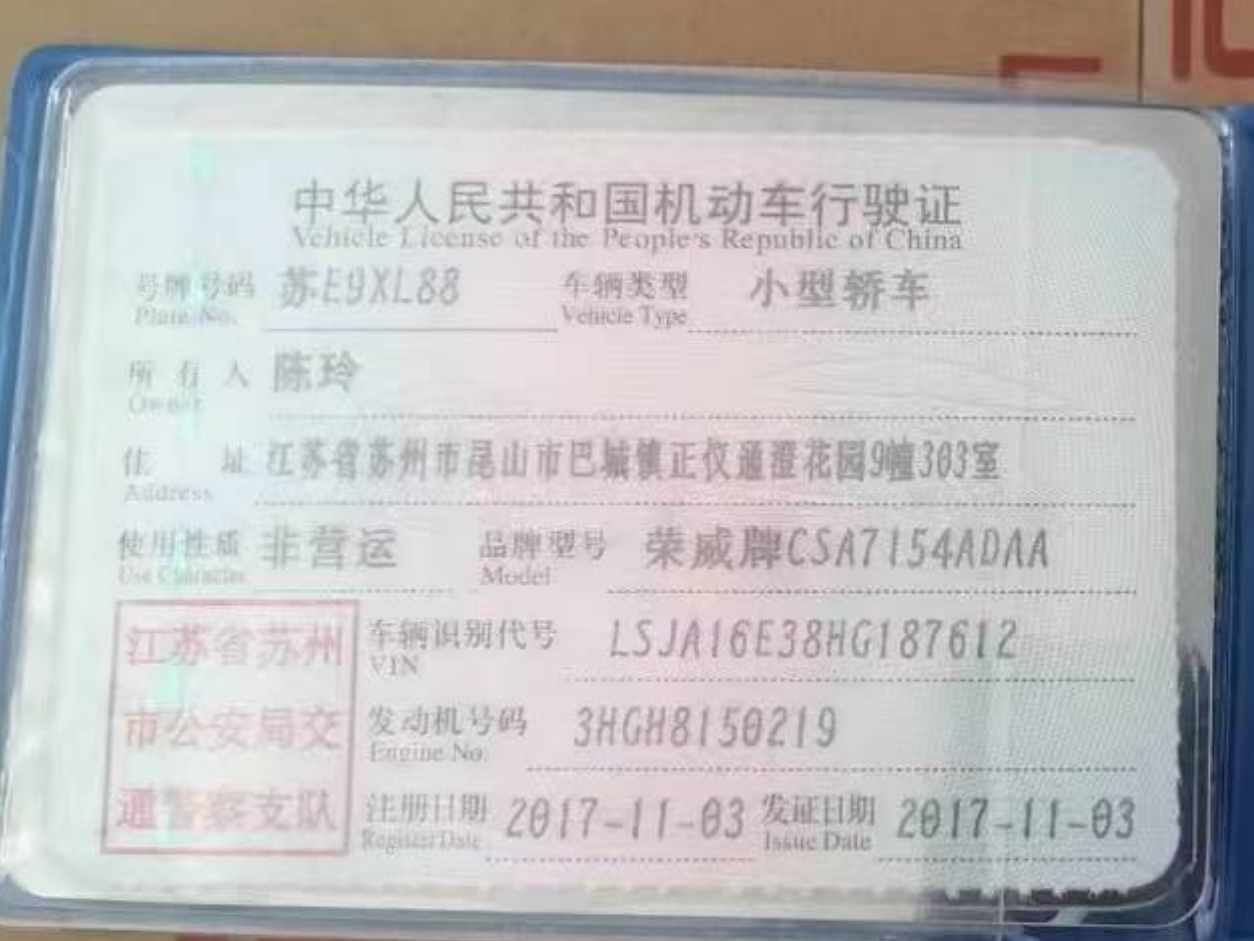 中华人民共和国机动车行驶证
Vehicle License of the People's Republic of China
号牌号码 苏E9XL88 车辆类型 小型轿车
Plate No. Vehicle Type
所有人 陈玲
Owner
住址 江苏省苏州市昆山市巴城镇正仪通澄花园9幢303室
Address
使用性质 非营运 品牌型号 荣威牌CSA7154ADAA
Use Character Model
江苏省苏州
市公安局交
通警察支队
车辆识别代号 LSJA16E38HG187612
VIN
发动机号码 3HGH8150219
Engine No.
注册日期 2017-11-03 发证日期 2017-11-03
Register Date Issue Date